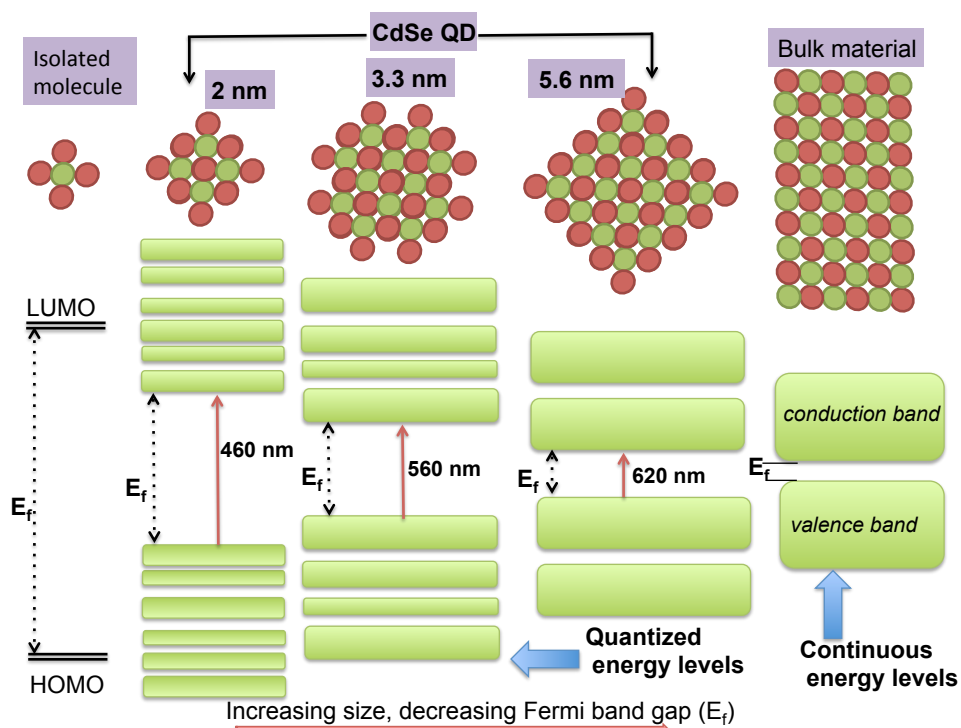 CdSe QD
Isolated
molecule
2 nm
3.3 nm
5.6 nm
Bulk material
LUMO
HOMO
Ef
Ef
460 nm
Ef
560 nm
Ef
620 nm
Ef
conduction band
valence band
Quantized
energy levels
Continuous
energy levels
Increasing size, decreasing Fermi band gap (Ef)